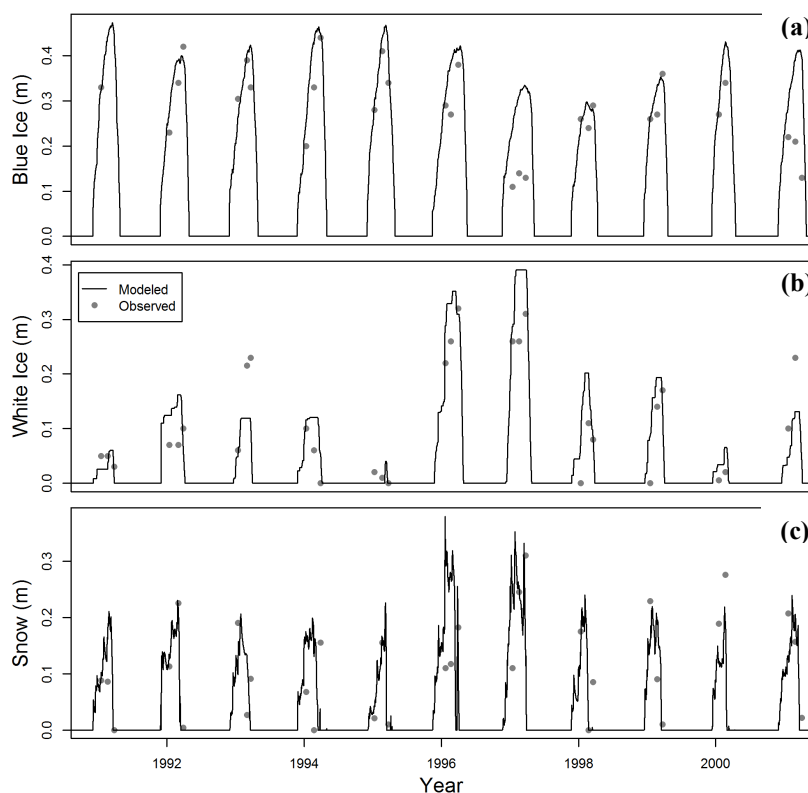 (a)
Blue Ice (m)
0.0 0.1 0.2 0.3 0.4
(b)
White Ice (m)
0.0 0.1 0.2 0.3 0.4
Modeled
Observed
(c)
Snow (m)
0.0 0.1 0.2 0.3
1992 1994 1996 1998 2000
Year